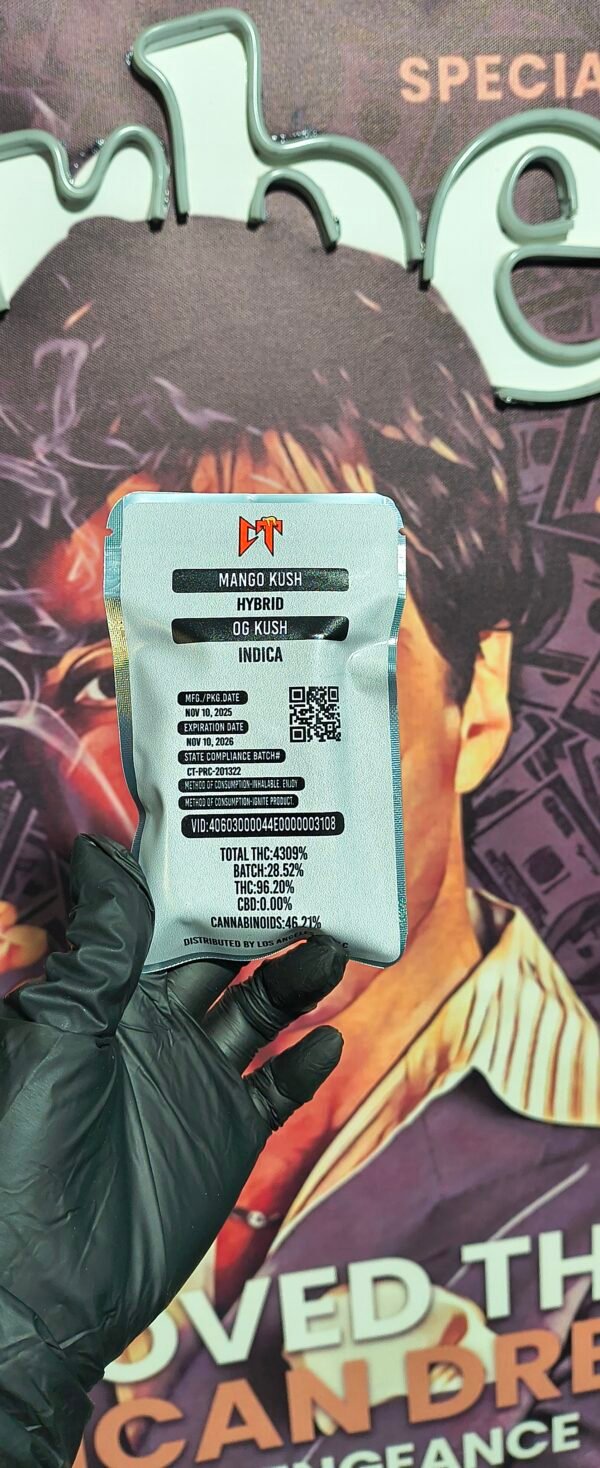 SPECIA
rbe
CT
MANGO KUSH
HYBRID
OG KUSH
INDICA
MFG./PKG.DATE
NOV 10, 2025
EXPIRATION DATE
NOV 10, 2026
STATE COMPLIANCE BATCH#
CT-PRC-201322
METHOD OF CONSUMPTION-INHALABLE. ENJOY
METHOD OF CONSUMPTION-IGNITE PRODUCT.
VID:40603000044E0000003108
TOTAL THC:4309%
BATCH:28.52%
THC:96.20%
CBD:0.00%
CANNABINOIDS:46.21%
DISTRIBUTED BY LOS ANGELES C
OVED TH
CAN DRE
NGEANCE